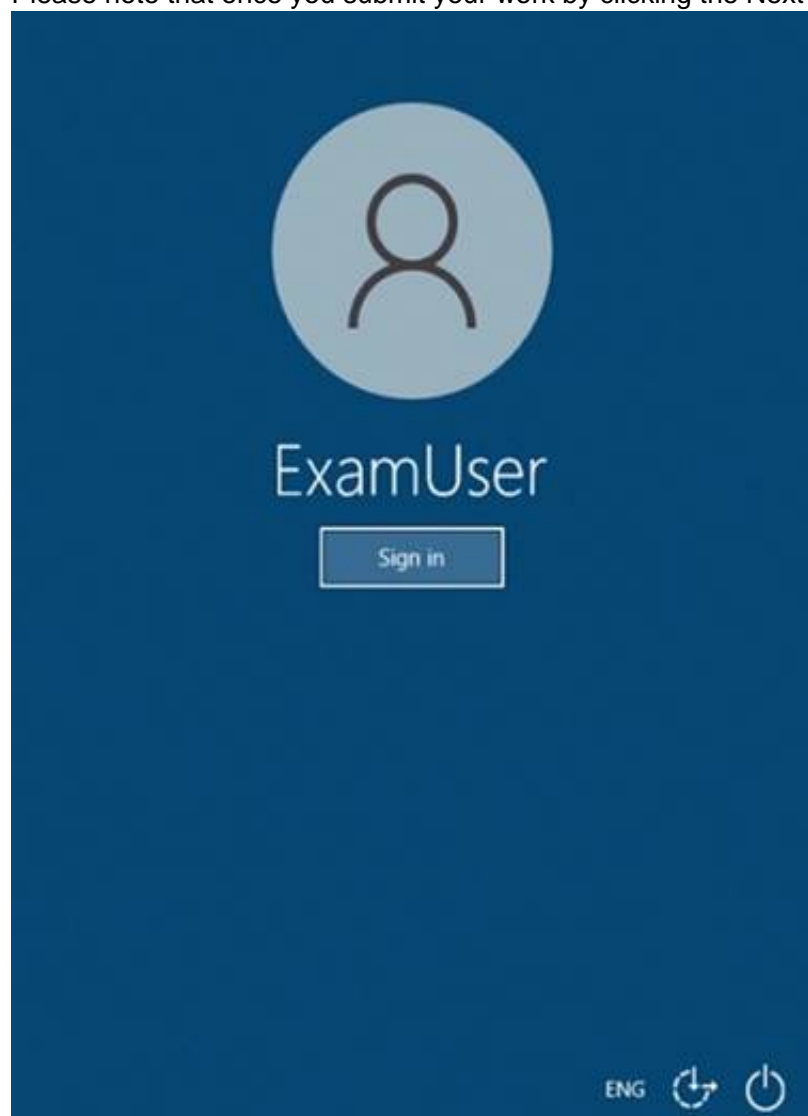 Please note that once you submit your work by clicking the Next
ExamUser
Sign in
ENG